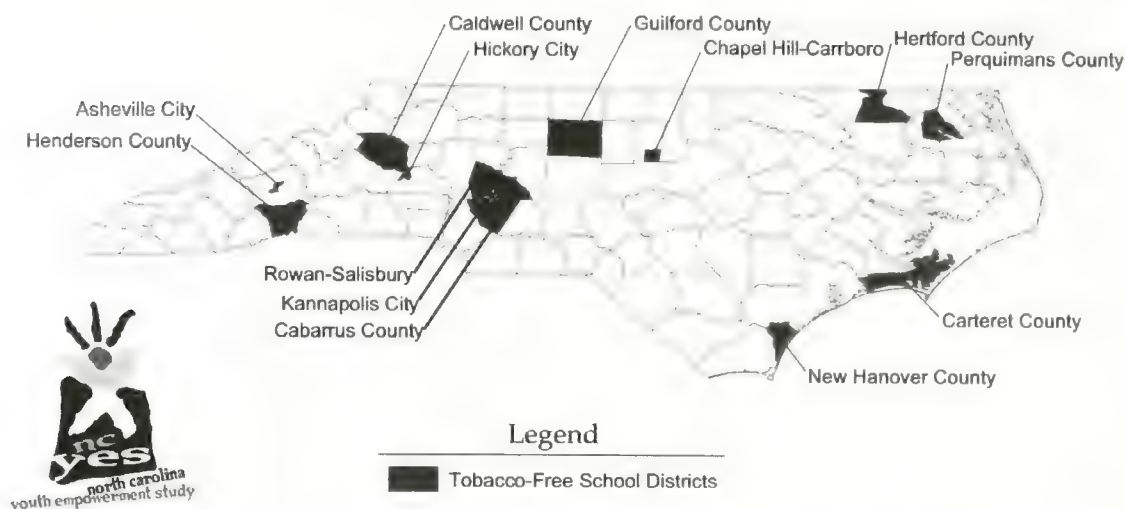 Caldwell County
Hickory City
Guilford County
Chapel Hill-Carrboro
Hertford County
Perquimans County
Asheville City
Henderson County
Rowan-Salisbury
Kannapolis City
Cabarrus County
Carteret County
New Hanover County
nc
yes
north carolina
youth empowerment study
Legend
Tobacco-Free School Districts